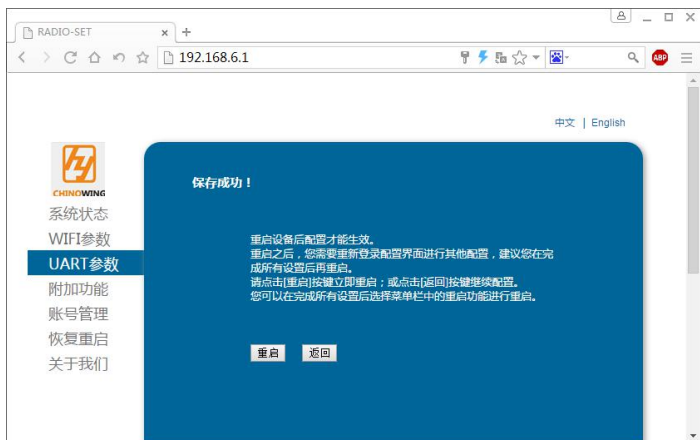 RADIO-SET
192.168.6.1
ABP
中文 | English
CHINOWING
系统状态
WIFI参数
UART参数
附加功能
账号管理
恢复重启
关于我们
保存成功！
重启设备后配置才能生效。
重启之后，您需要重新登录配置界面进行其他配置，建议您在完
成所有设置后再重启。
请点击[重启]按键立即重启；或点击[返回]按键继续配置。
您可以在完成所有设置后选择菜单栏中的重启功能进行重启。
重启 返回